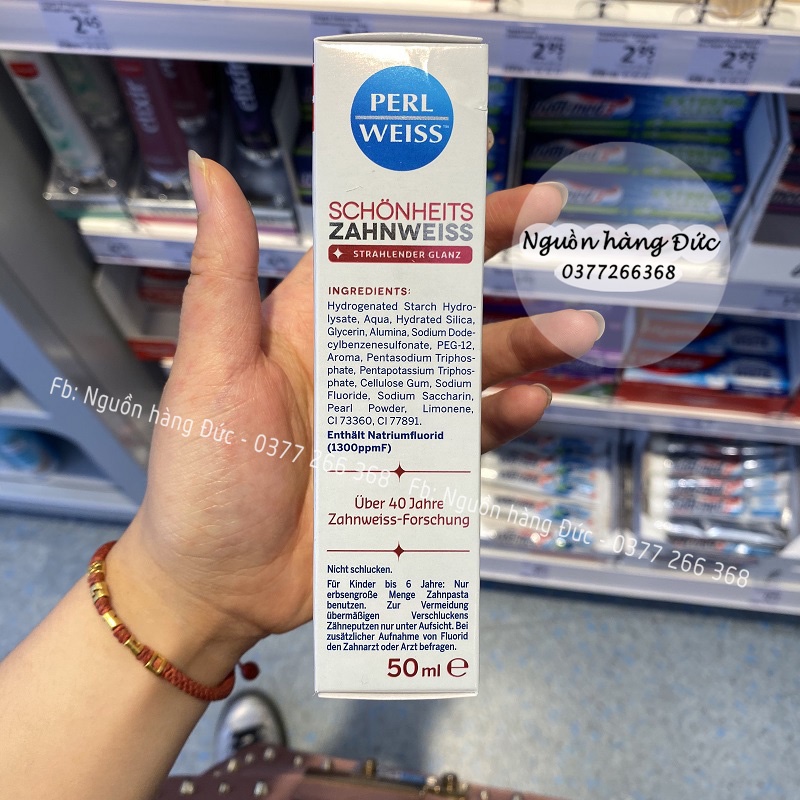 2.45
2.95
2.95
2.95
elixir
elixir
PERL
WEISS™
SCHÖNHEITS
ZAHNWEISS
STRAHLENDER GLANZ
INGREDIENTS:
Hydrogenated Starch Hydro-
lysate, Aqua, Hydrated Silica,
Glycerin, Alumina, Sodium Dode-
cylbenzenesulfonate, PEG-12,
Aroma, Pentasodium Triphos-
phate, Pentapotassium Triphos-
phate, Cellulose Gum, Sodium
Fluoride, Sodium Saccharin,
Pearl Powder, Limonene,
CI 73360, CI 77891.
Enthält Natriumfluorid
(1300ppmF)
Über 40 Jahre
Zahnweiss-Forschung
Nicht schlucken.
Für Kinder bis 6 Jahre: Nur
erbsengroße Menge Zahnpasta
benutzen. Zur Vermeidung
übermäßigen Verschluckens
Zähneputzen nur unter Aufsicht. Bei
zusätzlicher Aufnahme von Fluorid
den Zahnarzt oder Arzt befragen.
50 ml ℮
Nguồn hàng Đức
0377266368
Fb: Nguồn hàng Đức - 0377 266 368 - Fb: Nguồn hàng Đức - 0377 266 368